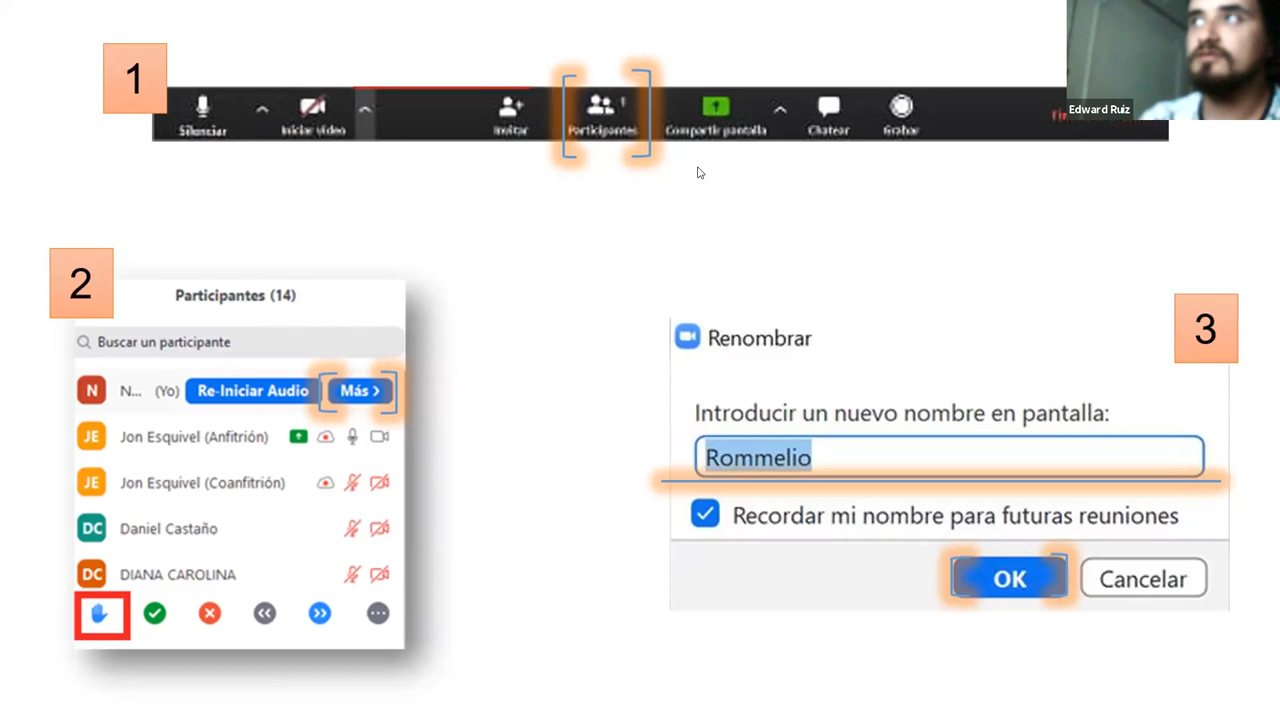 1
Silenciar
Iniciar video
Invitar
Participantes
1
Compartir pantalla
Chatear
Grabar
Edward Ruiz
2
Participantes (14)
Buscar un participante
N
N... (Yo) Re-Iniciar Audio Más >
JE Jon Esquivel (Anfitrión)
JE Jon Esquivel (Coanfitrión)
DC Daniel Castaño
DC DIANA CAROLINA
3
Renombrar
Introducir un nuevo nombre en pantalla:
Rommelio
Recordar mi nombre para futuras reuniones
OK Cancelar